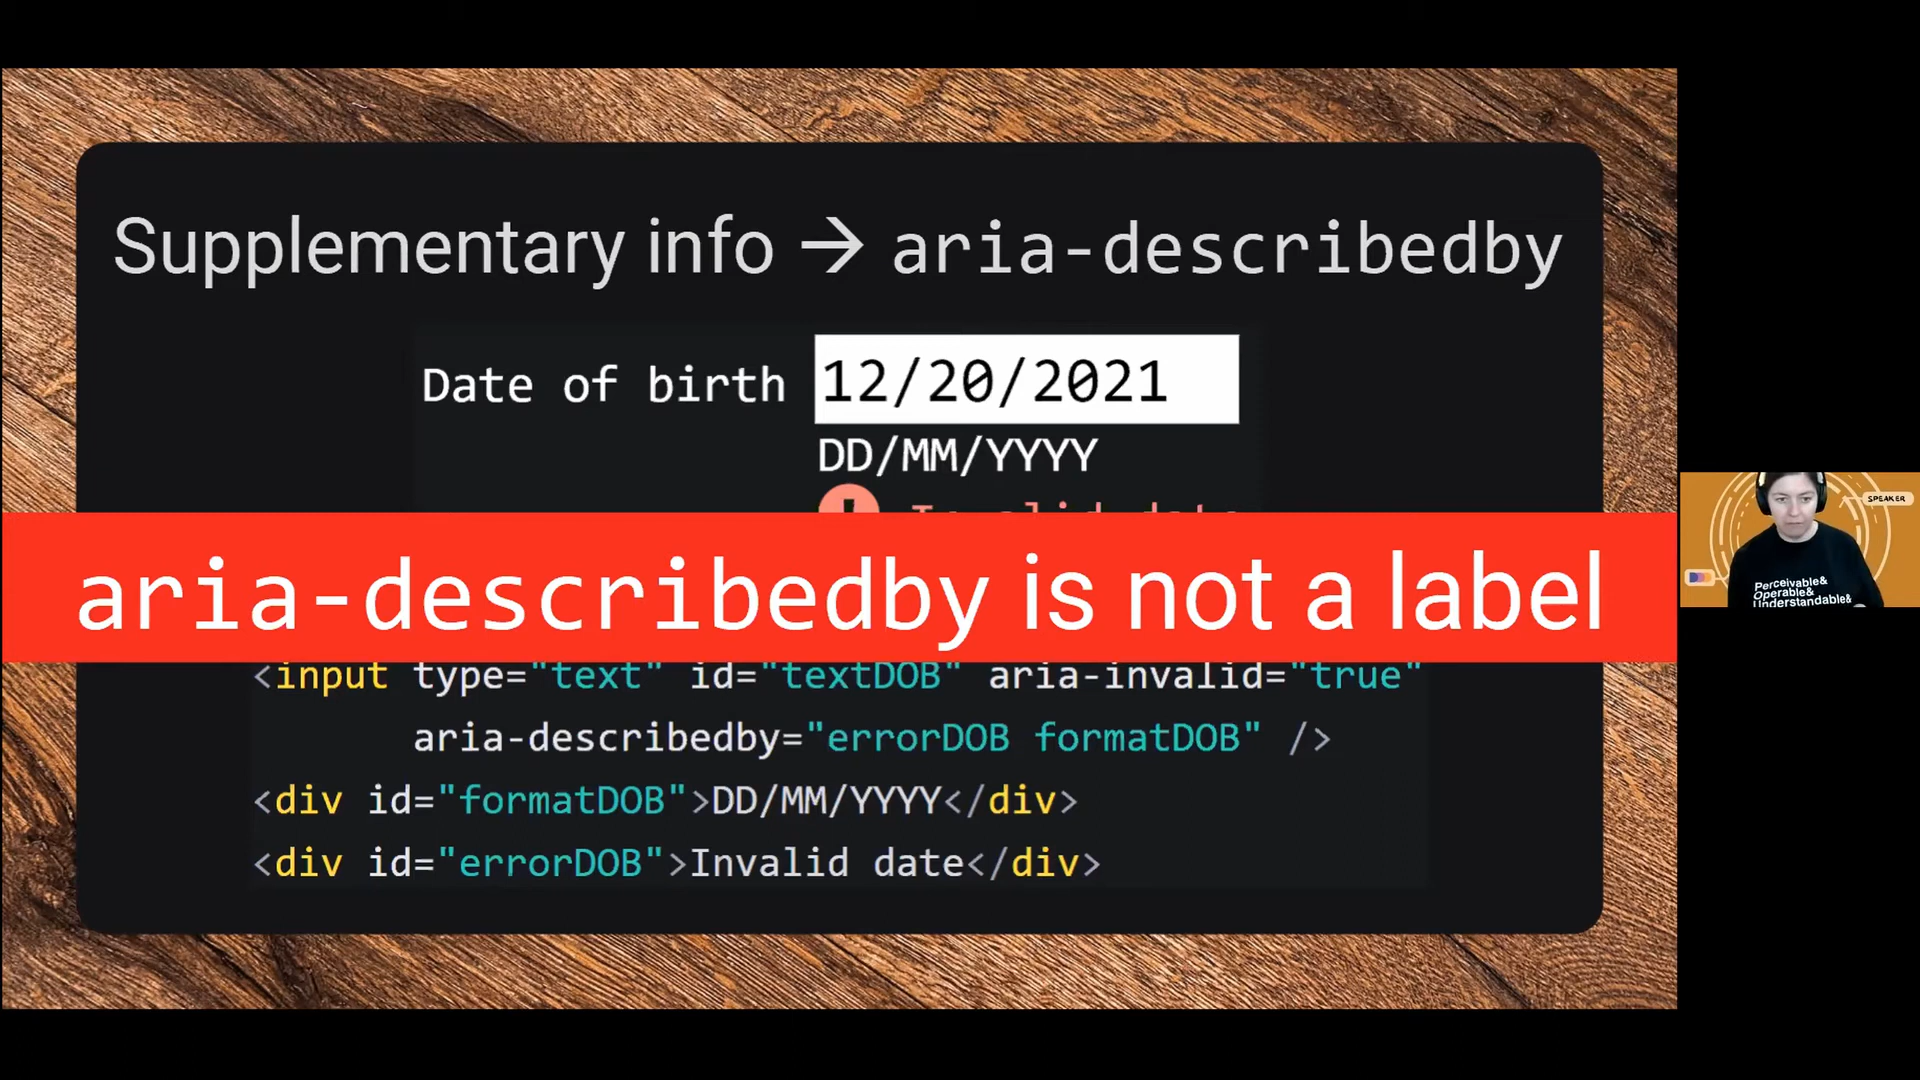 Supplementary info → aria-describedby
Date of birth 12/20/2021
DD/MM/YYYY
Invalid date
aria-describedby is not a label
<input type="text" id="textDOB" aria-invalid="true"
aria-describedby="errorDOB formatDOB" />
<div id="formatDOB">DD/MM/YYYY</div>
<div id="errorDOB">Invalid date</div>
SPEAKER
Perceivable&
Operable&
Understandable&